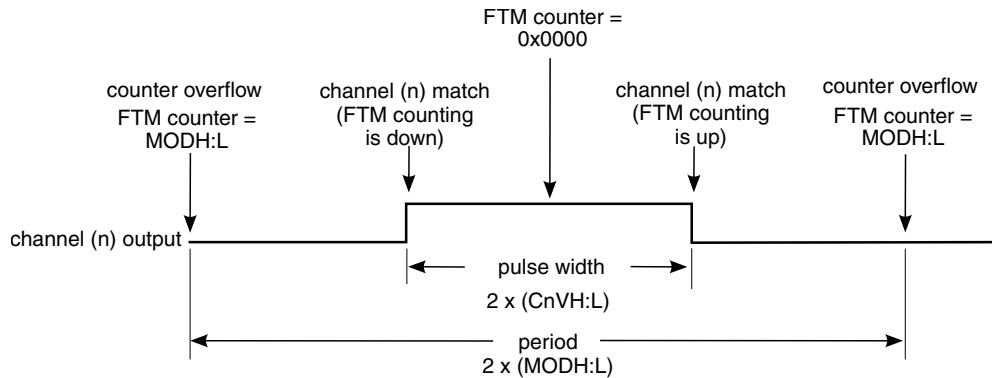 FTM counter =
0x0000
counter overflow
FTM counter =
MODH:L
channel (n) match
(FTM counting
is down)
channel (n) match
(FTM counting
is up)
counter overflow
FTM counter =
MODH:L
channel (n) output
pulse width
2 x (CnVH:L)
period
2 x (MODH:L)